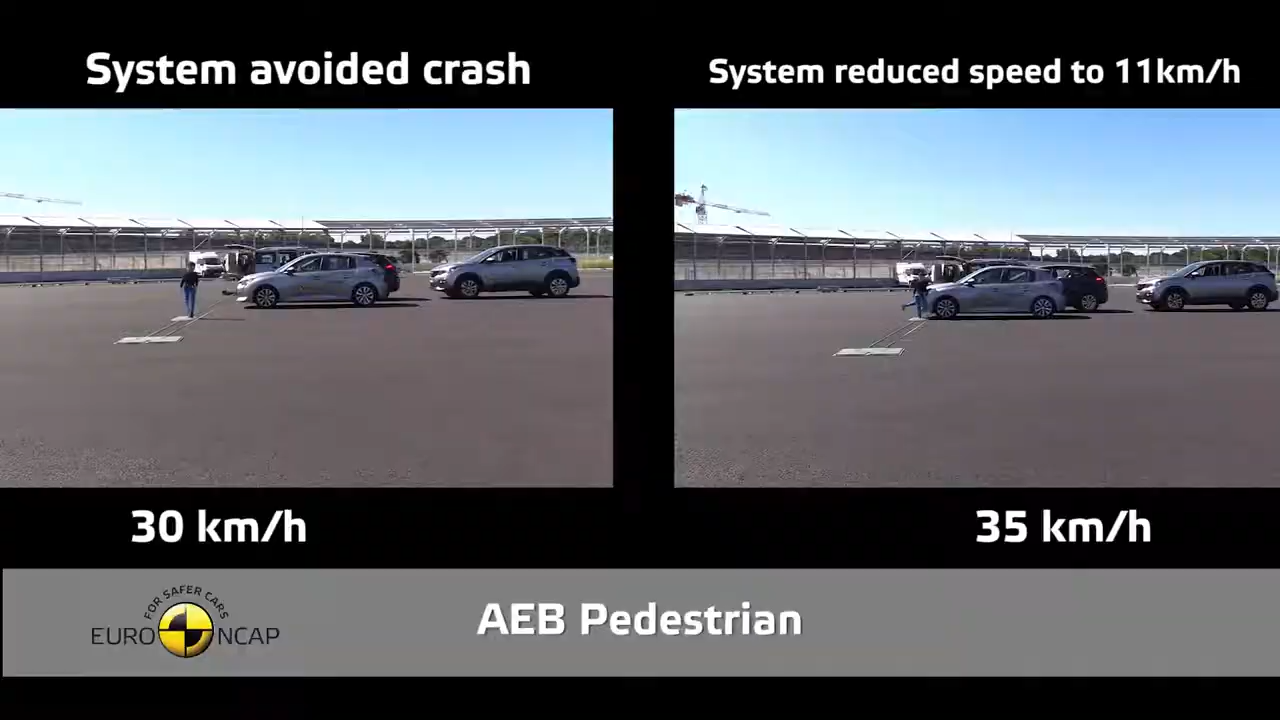 System avoided crash
System reduced speed to 11km/h
30 km/h
35 km/h
FOR SAFER CARS
EURO NCAP
AEB Pedestrian